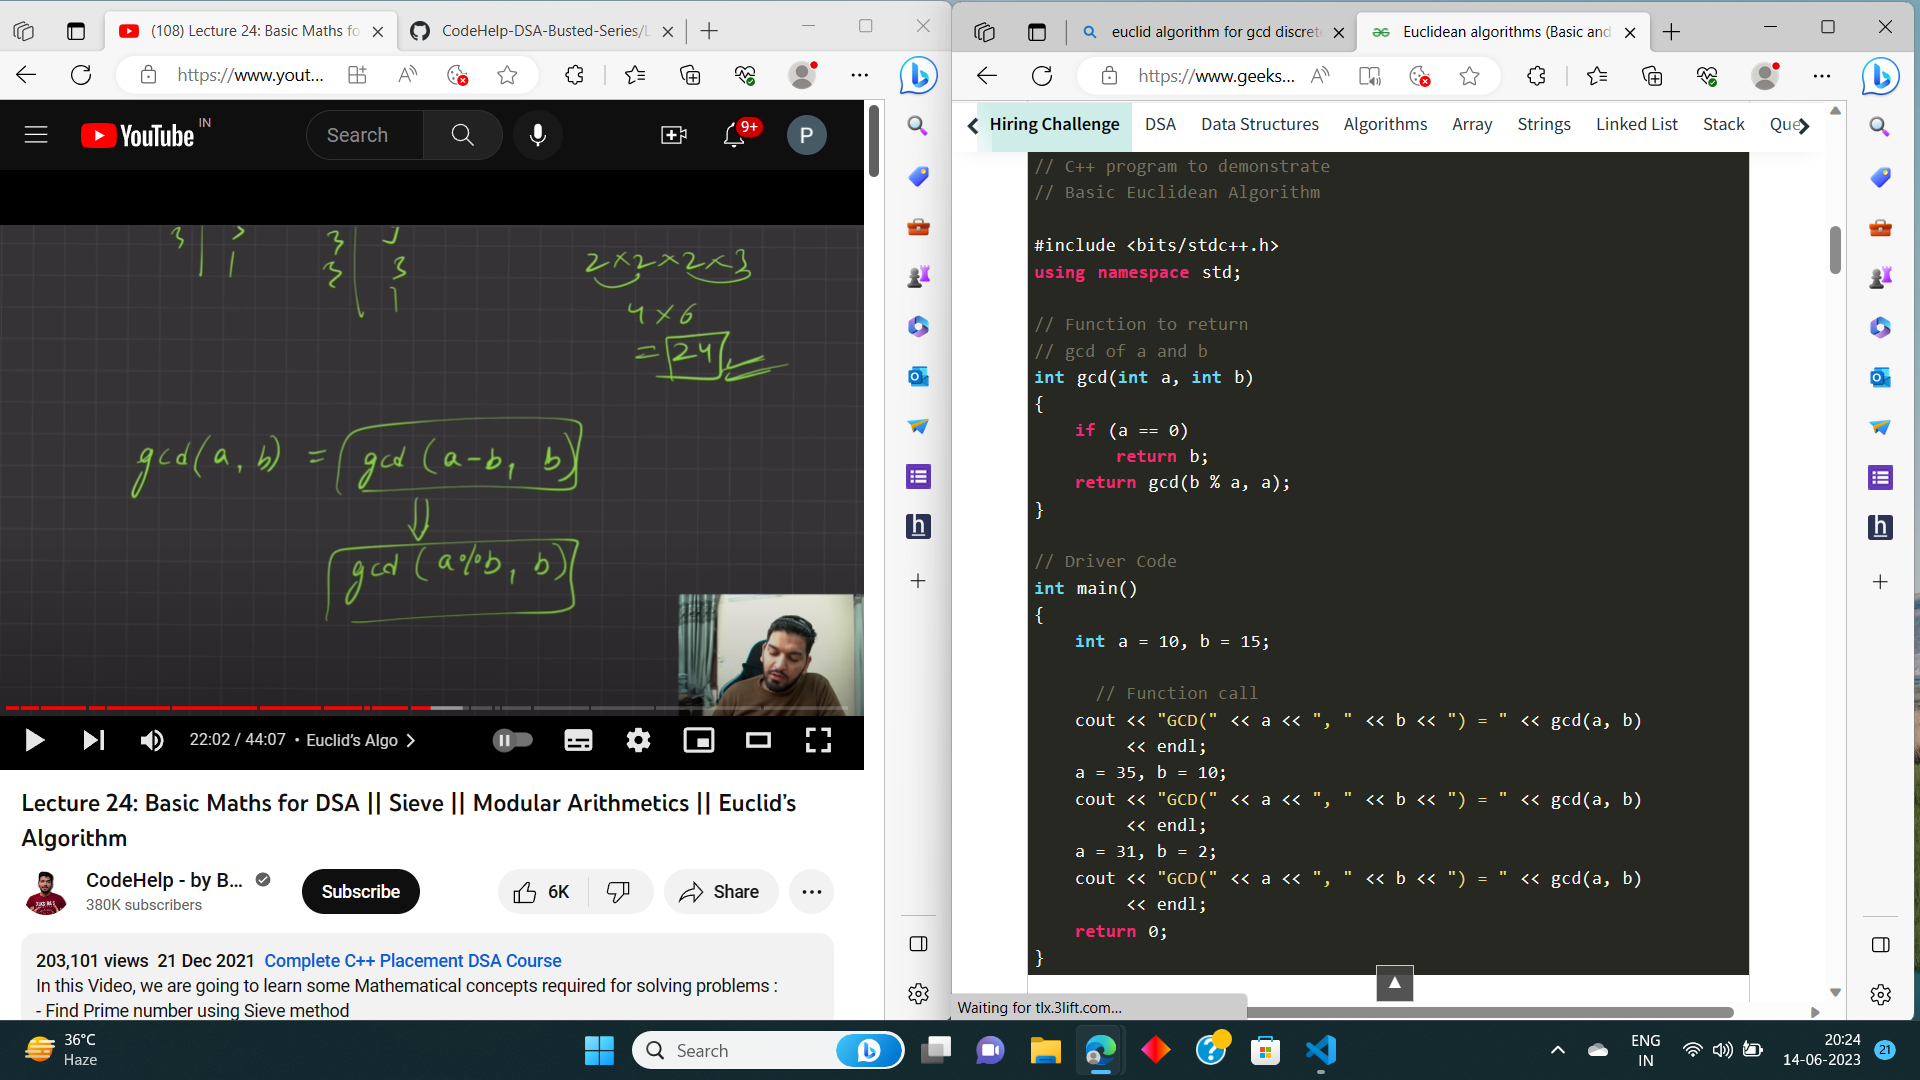 (108) Lecture 24: Basic Maths fo
CodeHelp-DSA-Busted-Series/L
https://www.yout...
YouTube IN
Search
9+
P
3 3
1
3 3
3
1
2×2×2×3
4×6
= 24
gcd(a, b) = gcd(a-b, b)
gcd(a%b, b)
22:02 / 44:07 • Euclid's Algo
Lecture 24: Basic Maths for DSA || Sieve || Modular Arithmetics || Euclid's
Algorithm
CodeHelp - by B...
380K subscribers
Subscribe
6K
Share
203,101 views 21 Dec 2021 Complete C++ Placement DSA Course
In this Video, we are going to learn some Mathematical concepts required for solving problems :
- Find Prime number using Sieve method
euclid algorithm for gcd discrete
Euclidean algorithms (Basic and
https://www.geeks...
Hiring Challenge DSA Data Structures Algorithms Array Strings Linked List Stack Que
// C++ program to demonstrate
// Basic Euclidean Algorithm
#include <bits/stdc++.h>
using namespace std;
// Function to return
// gcd of a and b
int gcd(int a, int b)
{
if (a == 0)
return b;
return gcd(b % a, a);
}
// Driver Code
int main()
{
int a = 10, b = 15;
// Function call
cout << "GCD(" << a << ", " << b << ") = " << gcd(a, b)
<< endl;
a = 35, b = 10;
cout << "GCD(" << a << ", " << b << ") = " << gcd(a, b)
<< endl;
a = 31, b = 2;
cout << "GCD(" << a << ", " << b << ") = " << gcd(a, b)
<< endl;
return 0;
}
Waiting for tlx.3lift.com...
36°C
Haze
Search
ENG
IN
20:24
14-06-2023
21